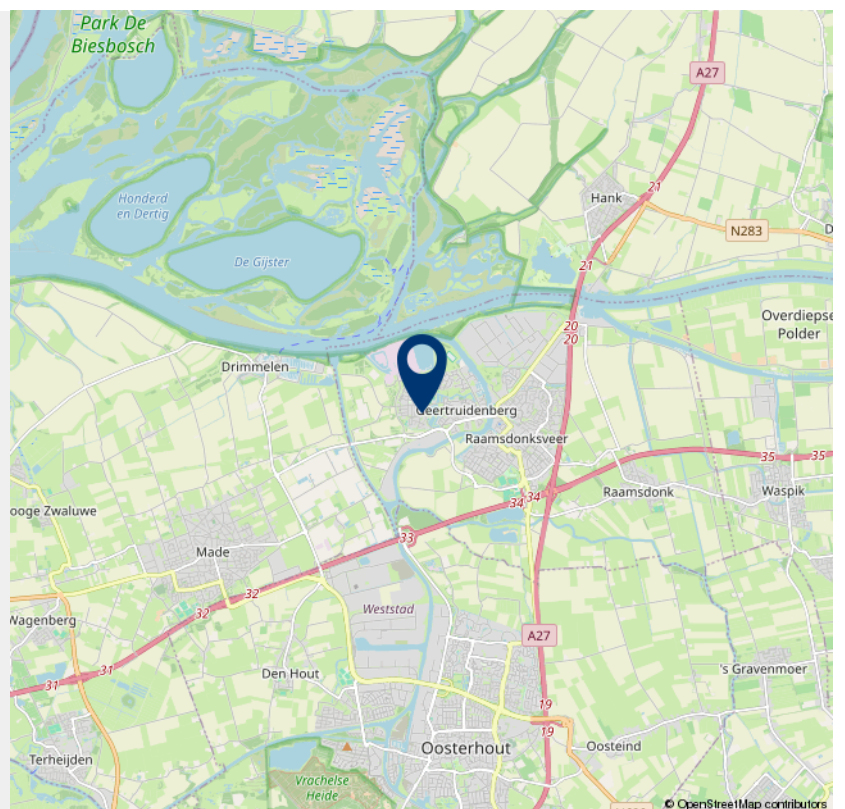 Park De
Biesbosch
A27
Honderd
en Dertig
Hank
21
N283
De Gijster
21
Overdiepse
Polder
20
20
Drimmelen
Geertruidenberg
Raamsdonksveer
35
35
34
34
Raamsdonk
Waspik
ooge Zwaluwe
33
Made
32
32
Weststad
Wagenberg
A27
31
31
Den Hout
's Gravenmoer
19
19
Oosterhout
Oosteind
Terheijden
Vrachelse
Heide
© OpenStreetMap contributors